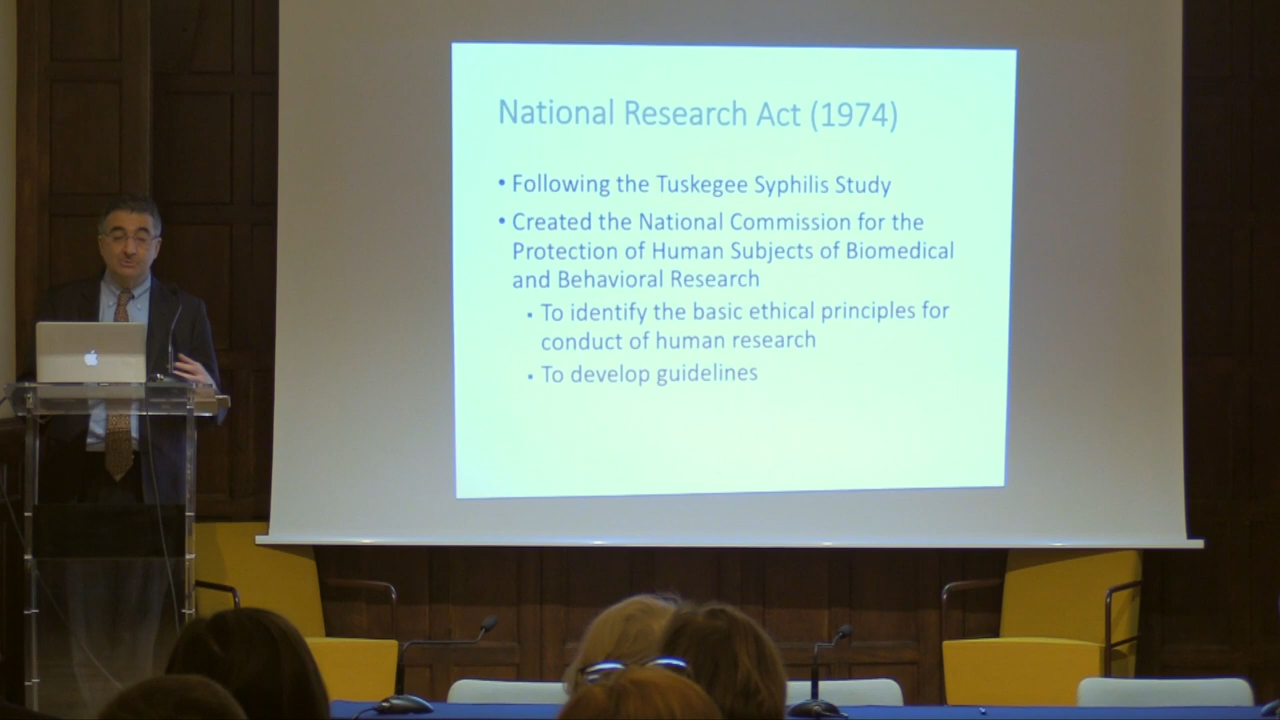 National Research Act (1974)
• Following the Tuskegee Syphilis Study
• Created the National Commission for the
Protection of Human Subjects of Biomedical
and Behavioral Research
▪ To identify the basic ethical principles for
conduct of human research
▪ To develop guidelines